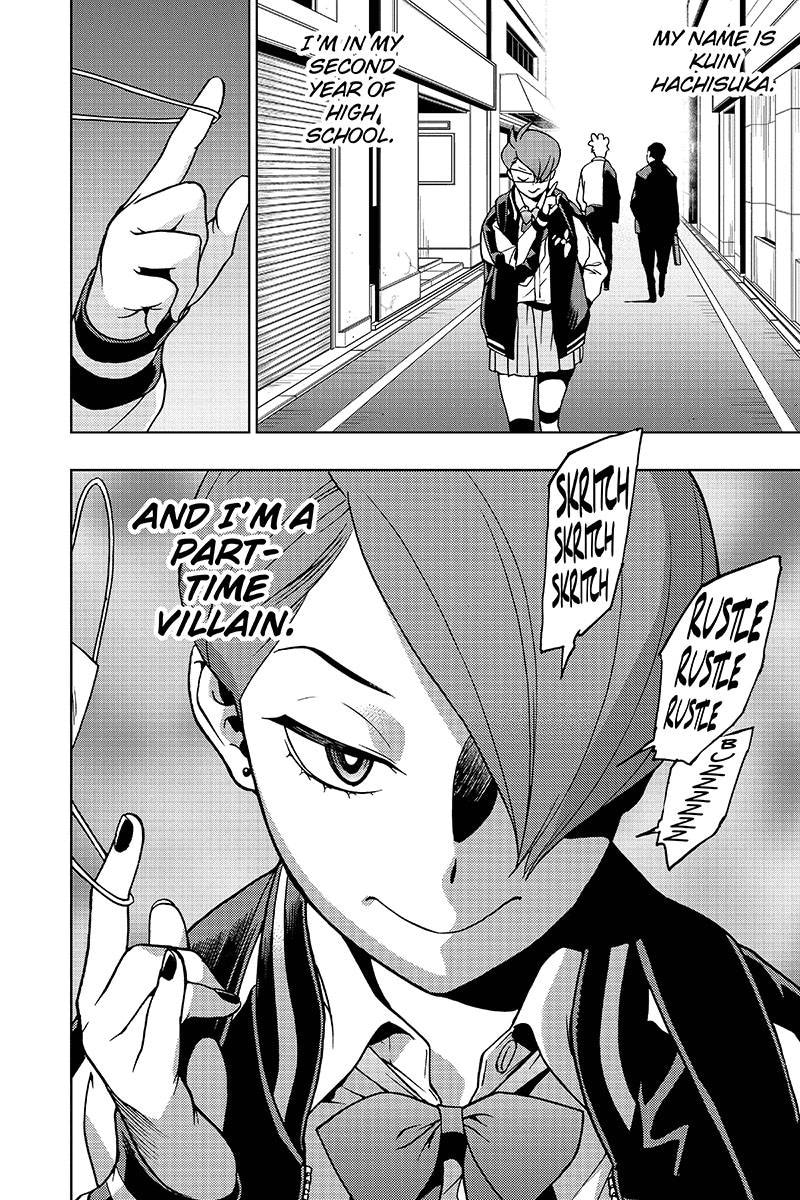 MY NAME IS
KUIN
HACHISUKA.
I'M IN MY
SECOND
YEAR OF
HIGH
SCHOOL.
AND I'M A
PART-
TIME
VILLAIN.
SKRITCH
SKRITCH
SKRITCH
RUSTLE
RUSTLE
RUSTLE
BUZZZZZZ